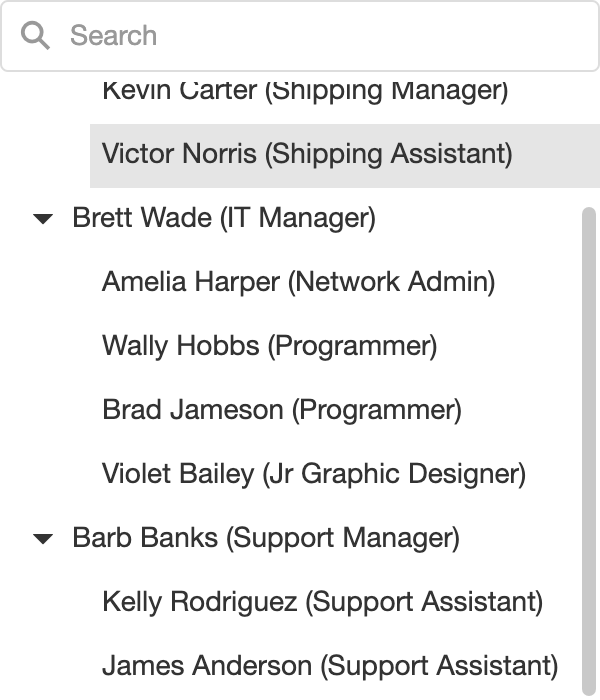 Search
Kevin Carter (Shipping Manager)
Victor Norris (Shipping Assistant)
Brett Wade (IT Manager)
Amelia Harper (Network Admin)
Wally Hobbs (Programmer)
Brad Jameson (Programmer)
Violet Bailey (Jr Graphic Designer)
Barb Banks (Support Manager)
Kelly Rodriguez (Support Assistant)
James Anderson (Support Assistant)